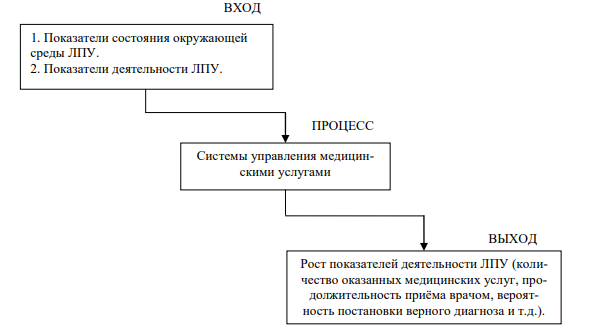 ВХОД
1. Показатели состояния окружающей
среды ЛПУ.
2. Показатели деятельности ЛПУ.
ПРОЦЕСС
Системы управления медицин-
скими услугами
ВЫХОД
Рост показателей деятельности ЛПУ (коли-
чество оказанных медицинских услуг, про-
должительность приёма врачом, вероят-
ность постановки верного диагноза и т.д.).